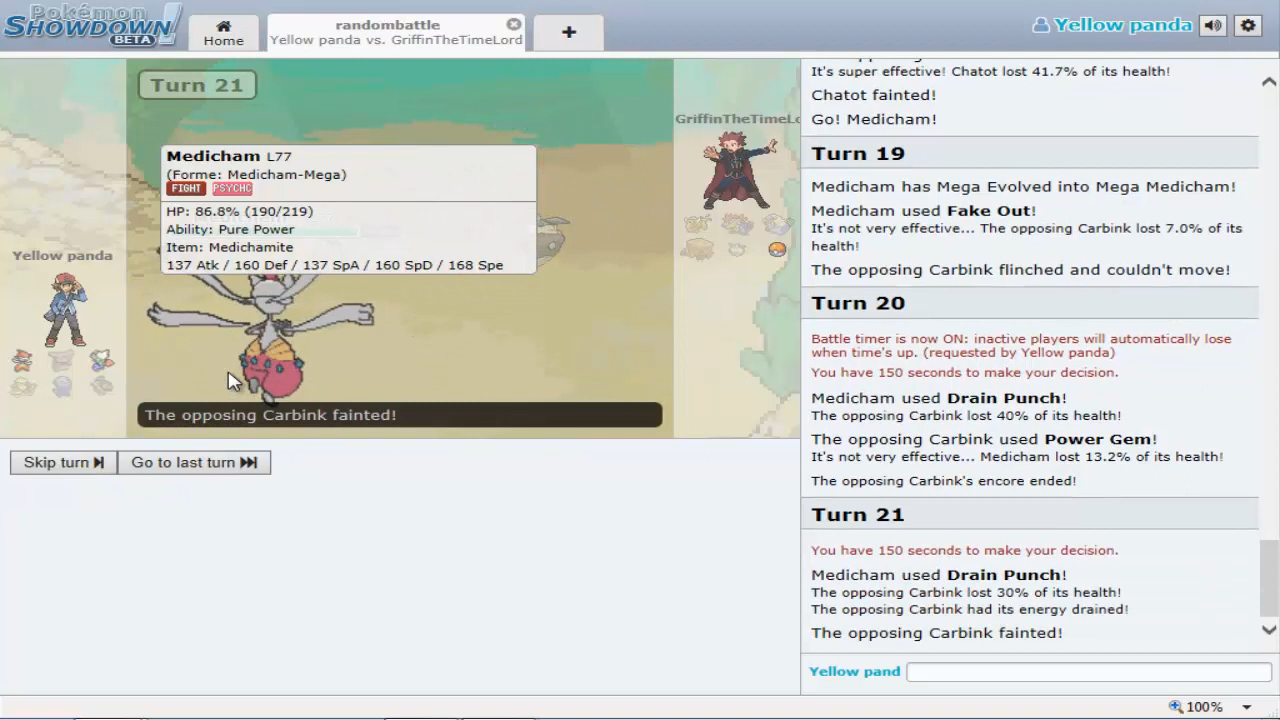 Pokémon
SHOWDOWN!
BETA
Home
randombattle
Yellow panda vs. GriffinTheTimeLord
+
Yellow panda
Turn 21
Medicham L77
(Forme: Medicham-Mega)
FIGHT PSYCHC
HP: 86.8% (190/219)
Ability: Pure Power
Item: Medichamite
137 Atk / 160 Def / 137 SpA / 160 SpD / 168 Spe
GriffinTheTimeLo
Yellow panda
The opposing Carbink fainted!
Skip turn
Go to last turn
It's super effective! Chatot lost 41.7% of its health!
Chatot fainted!
Go! Medicham!
Turn 19
Medicham has Mega Evolved into Mega Medicham!
Medicham used Fake Out!
It's not very effective... The opposing Carbink lost 7.0% of its
health!
The opposing Carbink flinched and couldn't move!
Turn 20
Battle timer is now ON: inactive players will automatically lose
when time's up. (requested by Yellow panda)
You have 150 seconds to make your decision.
Medicham used Drain Punch!
The opposing Carbink lost 40% of its health!
The opposing Carbink used Power Gem!
It's not very effective... Medicham lost 13.2% of its health!
The opposing Carbink's encore ended!
Turn 21
You have 150 seconds to make your decision.
Medicham used Drain Punch!
The opposing Carbink lost 30% of its health!
The opposing Carbink had its energy drained!
The opposing Carbink fainted!
Yellow pand
100%